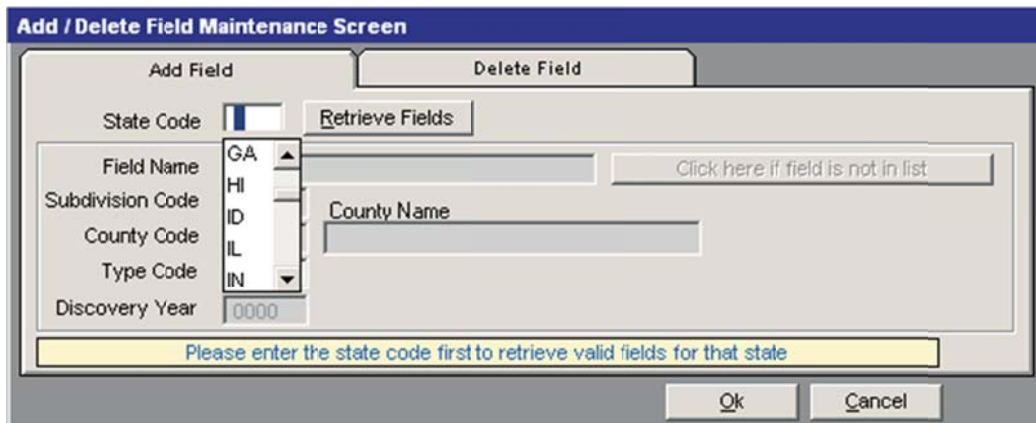 Add / Delete Field Maintenance Screen
Add Field
Delete Field
State Code
Retrieve Fields
GA
HI
ID
IL
IN
Field Name
Click here if field is not in list
Subdivision Code
County Name
County Code
Type Code
Discovery Year
0000
Please enter the state code first to retrieve valid fields for that state
Ok
Cancel